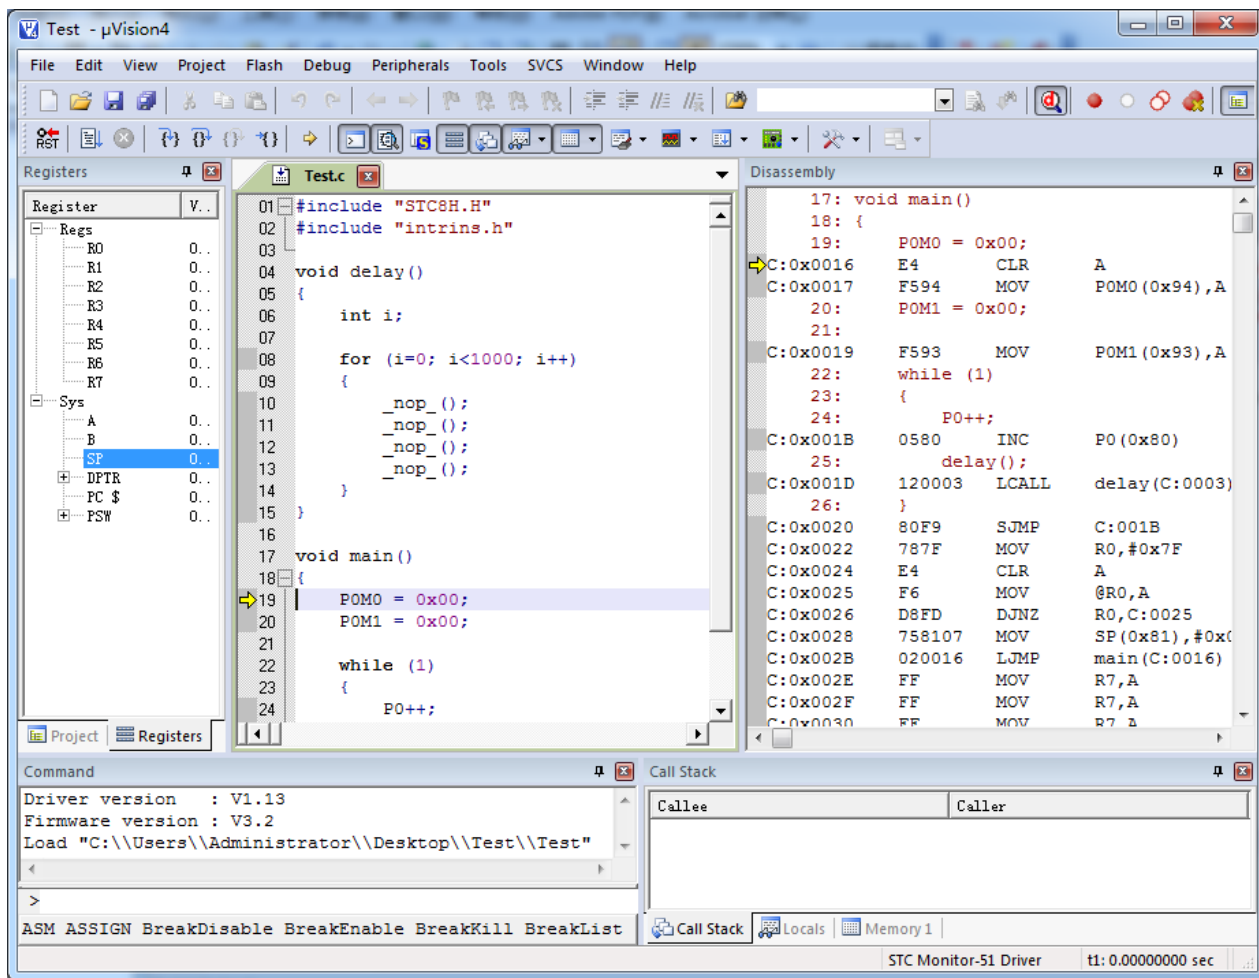 Test - µVision4
File Edit View Project Flash Debug Peripherals Tools SVCS Window Help
RST
Registers
Register V..
Regs
R0 0..
R1 0..
R2 0..
R3 0..
R4 0..
R5 0..
R6 0..
R7 0..
Sys
A 0..
B 0..
SP 0..
DPTR 0..
PC $ 0..
PSW 0..
Project Registers
Test.c
01 #include "STC8H.H"
02 #include "intrins.h"
03
04 void delay()
05 {
06 int i;
07
08 for (i=0; i<1000; i++)
09 {
10 _nop_();
11 _nop_();
12 _nop_();
13 _nop_();
14 }
15 }
16
17 void main()
18 {
19 P0M0 = 0x00;
20 P0M1 = 0x00;
21
22 while (1)
23 {
24 P0++;
Disassembly
17: void main()
18: {
19: P0M0 = 0x00;
C:0x0016 E4 CLR A
C:0x0017 F594 MOV P0M0(0x94),A
20: P0M1 = 0x00;
21:
C:0x0019 F593 MOV P0M1(0x93),A
22: while (1)
23: {
24: P0++;
C:0x001B 0580 INC P0(0x80)
25: delay();
C:0x001D 120003 LCALL delay(C:0003)
26: }
C:0x0020 80F9 SJMP C:001B
C:0x0022 787F MOV R0,#0x7F
C:0x0024 E4 CLR A
C:0x0025 F6 MOV @R0,A
C:0x0026 D8FD DJNZ R0,C:0025
C:0x0028 758107 MOV SP(0x81),#0x
C:0x002B 020016 LJMP main(C:0016)
C:0x002E FF MOV R7,A
C:0x002F FF MOV R7,A
C:0x0030 FF MOV R7,A
Command
Driver version : V1.13
Firmware version : V3.2
Load "C:\\Users\\Administrator\\Desktop\\Test\\Test"
>
ASM ASSIGN BreakDisable BreakEnable BreakKill BreakList
Call Stack
Callee Caller
Call Stack Locals Memory 1
STC Monitor-51 Driver t1: 0.00000000 sec